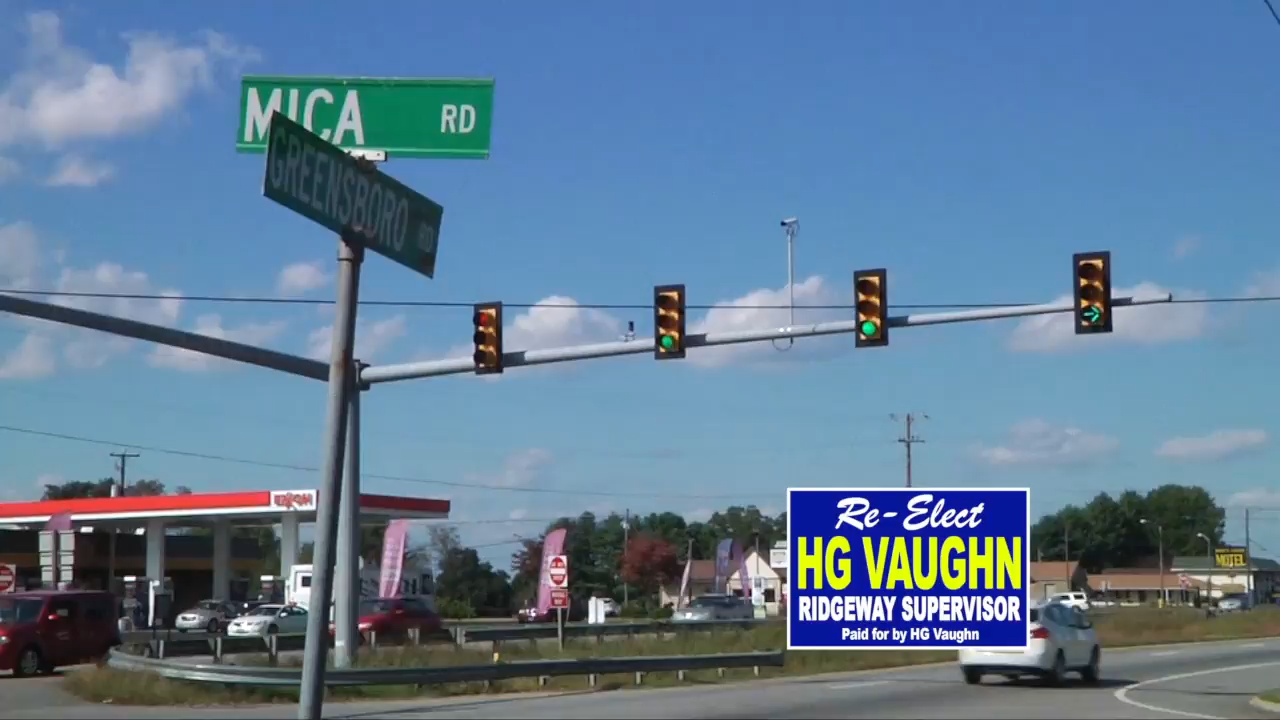 MICA RD
GREENSBORO RD
EXXON
Re-Elect
HG VAUGHN
RIDGEWAY SUPERVISOR
Paid for by HG Vaughn
MOTEL